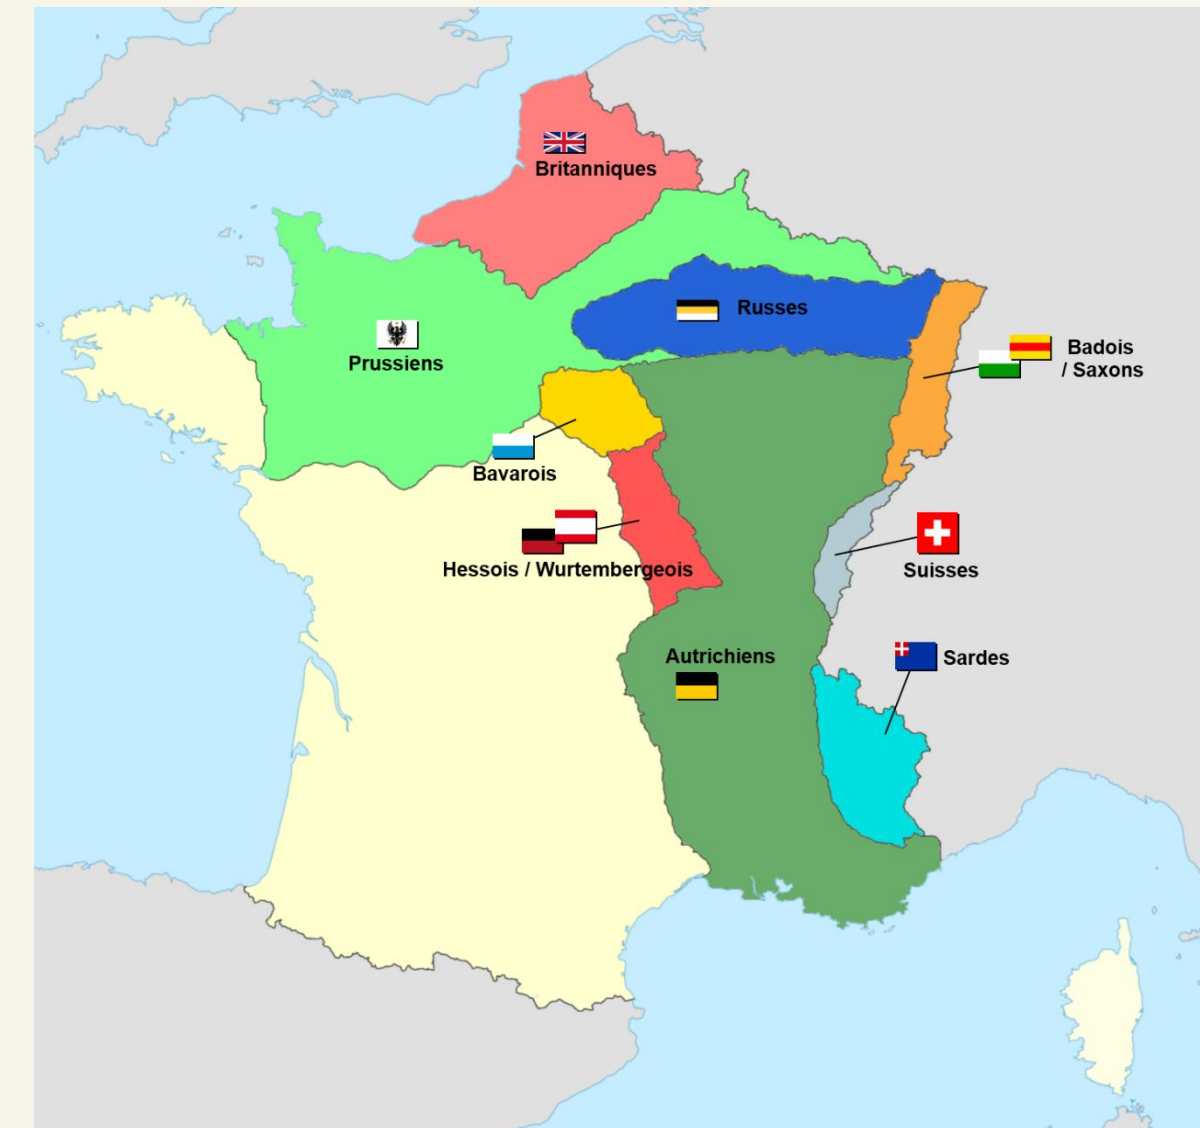 Britanniques
Russes
Prussiens
Badois
/ Saxons
Bavarois
Hessois / Wurtembergeois
Suisses
Autrichiens
Sardes